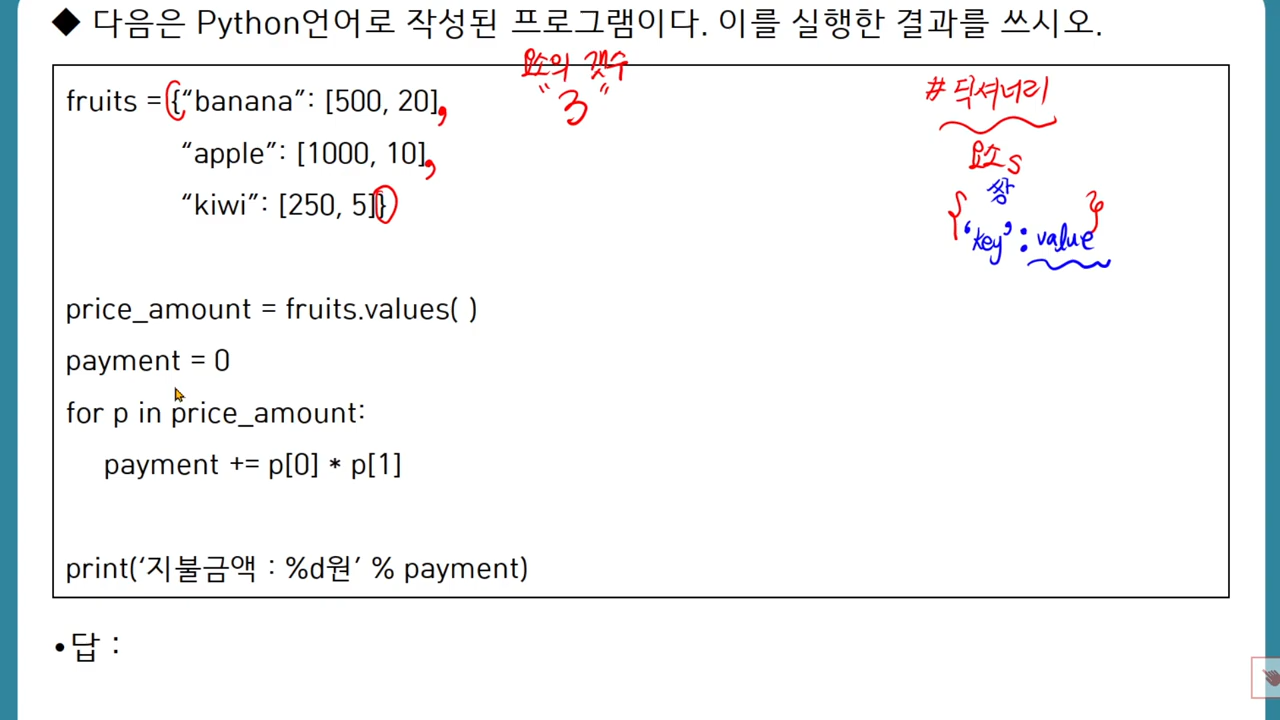 ◆ 다음은 Python언어로 작성된 프로그램이다. 이를 실행한 결과를 쓰시오.
요소의 갯수
"3"
# 딕셔너리
요소s
쌍
{'key' : value}
fruits = {“banana”: [500, 20],
“apple”: [1000, 10],
“kiwi”: [250, 5]}
price_amount = fruits.values( )
payment = 0
for p in price_amount:
payment += p[0] * p[1]
print(‘지불금액 : %d원’ % payment)
•답 :